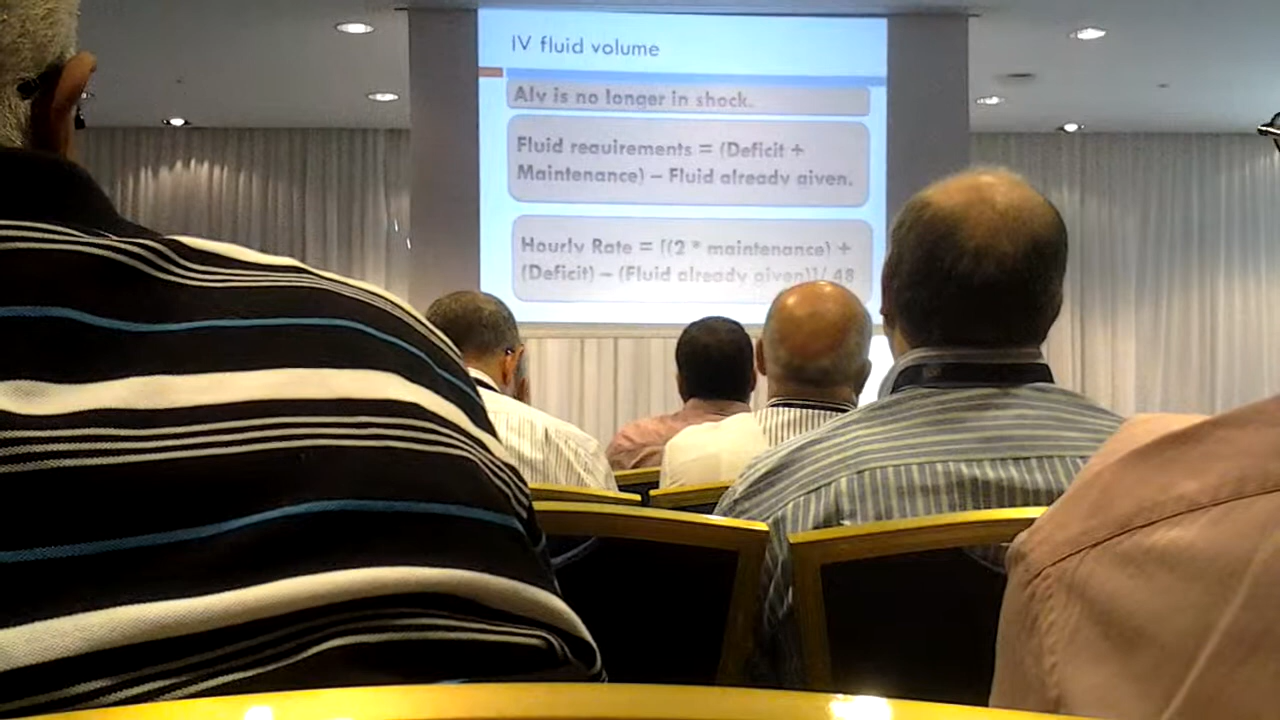 IV fluid volume
Aly is no longer in shock.
Fluid requirements = (Deficit +
Maintenance) – Fluid already given.
Hourly Rate = [(2 * maintenance) +
(Deficit) – (Fluid already given)]/ 48